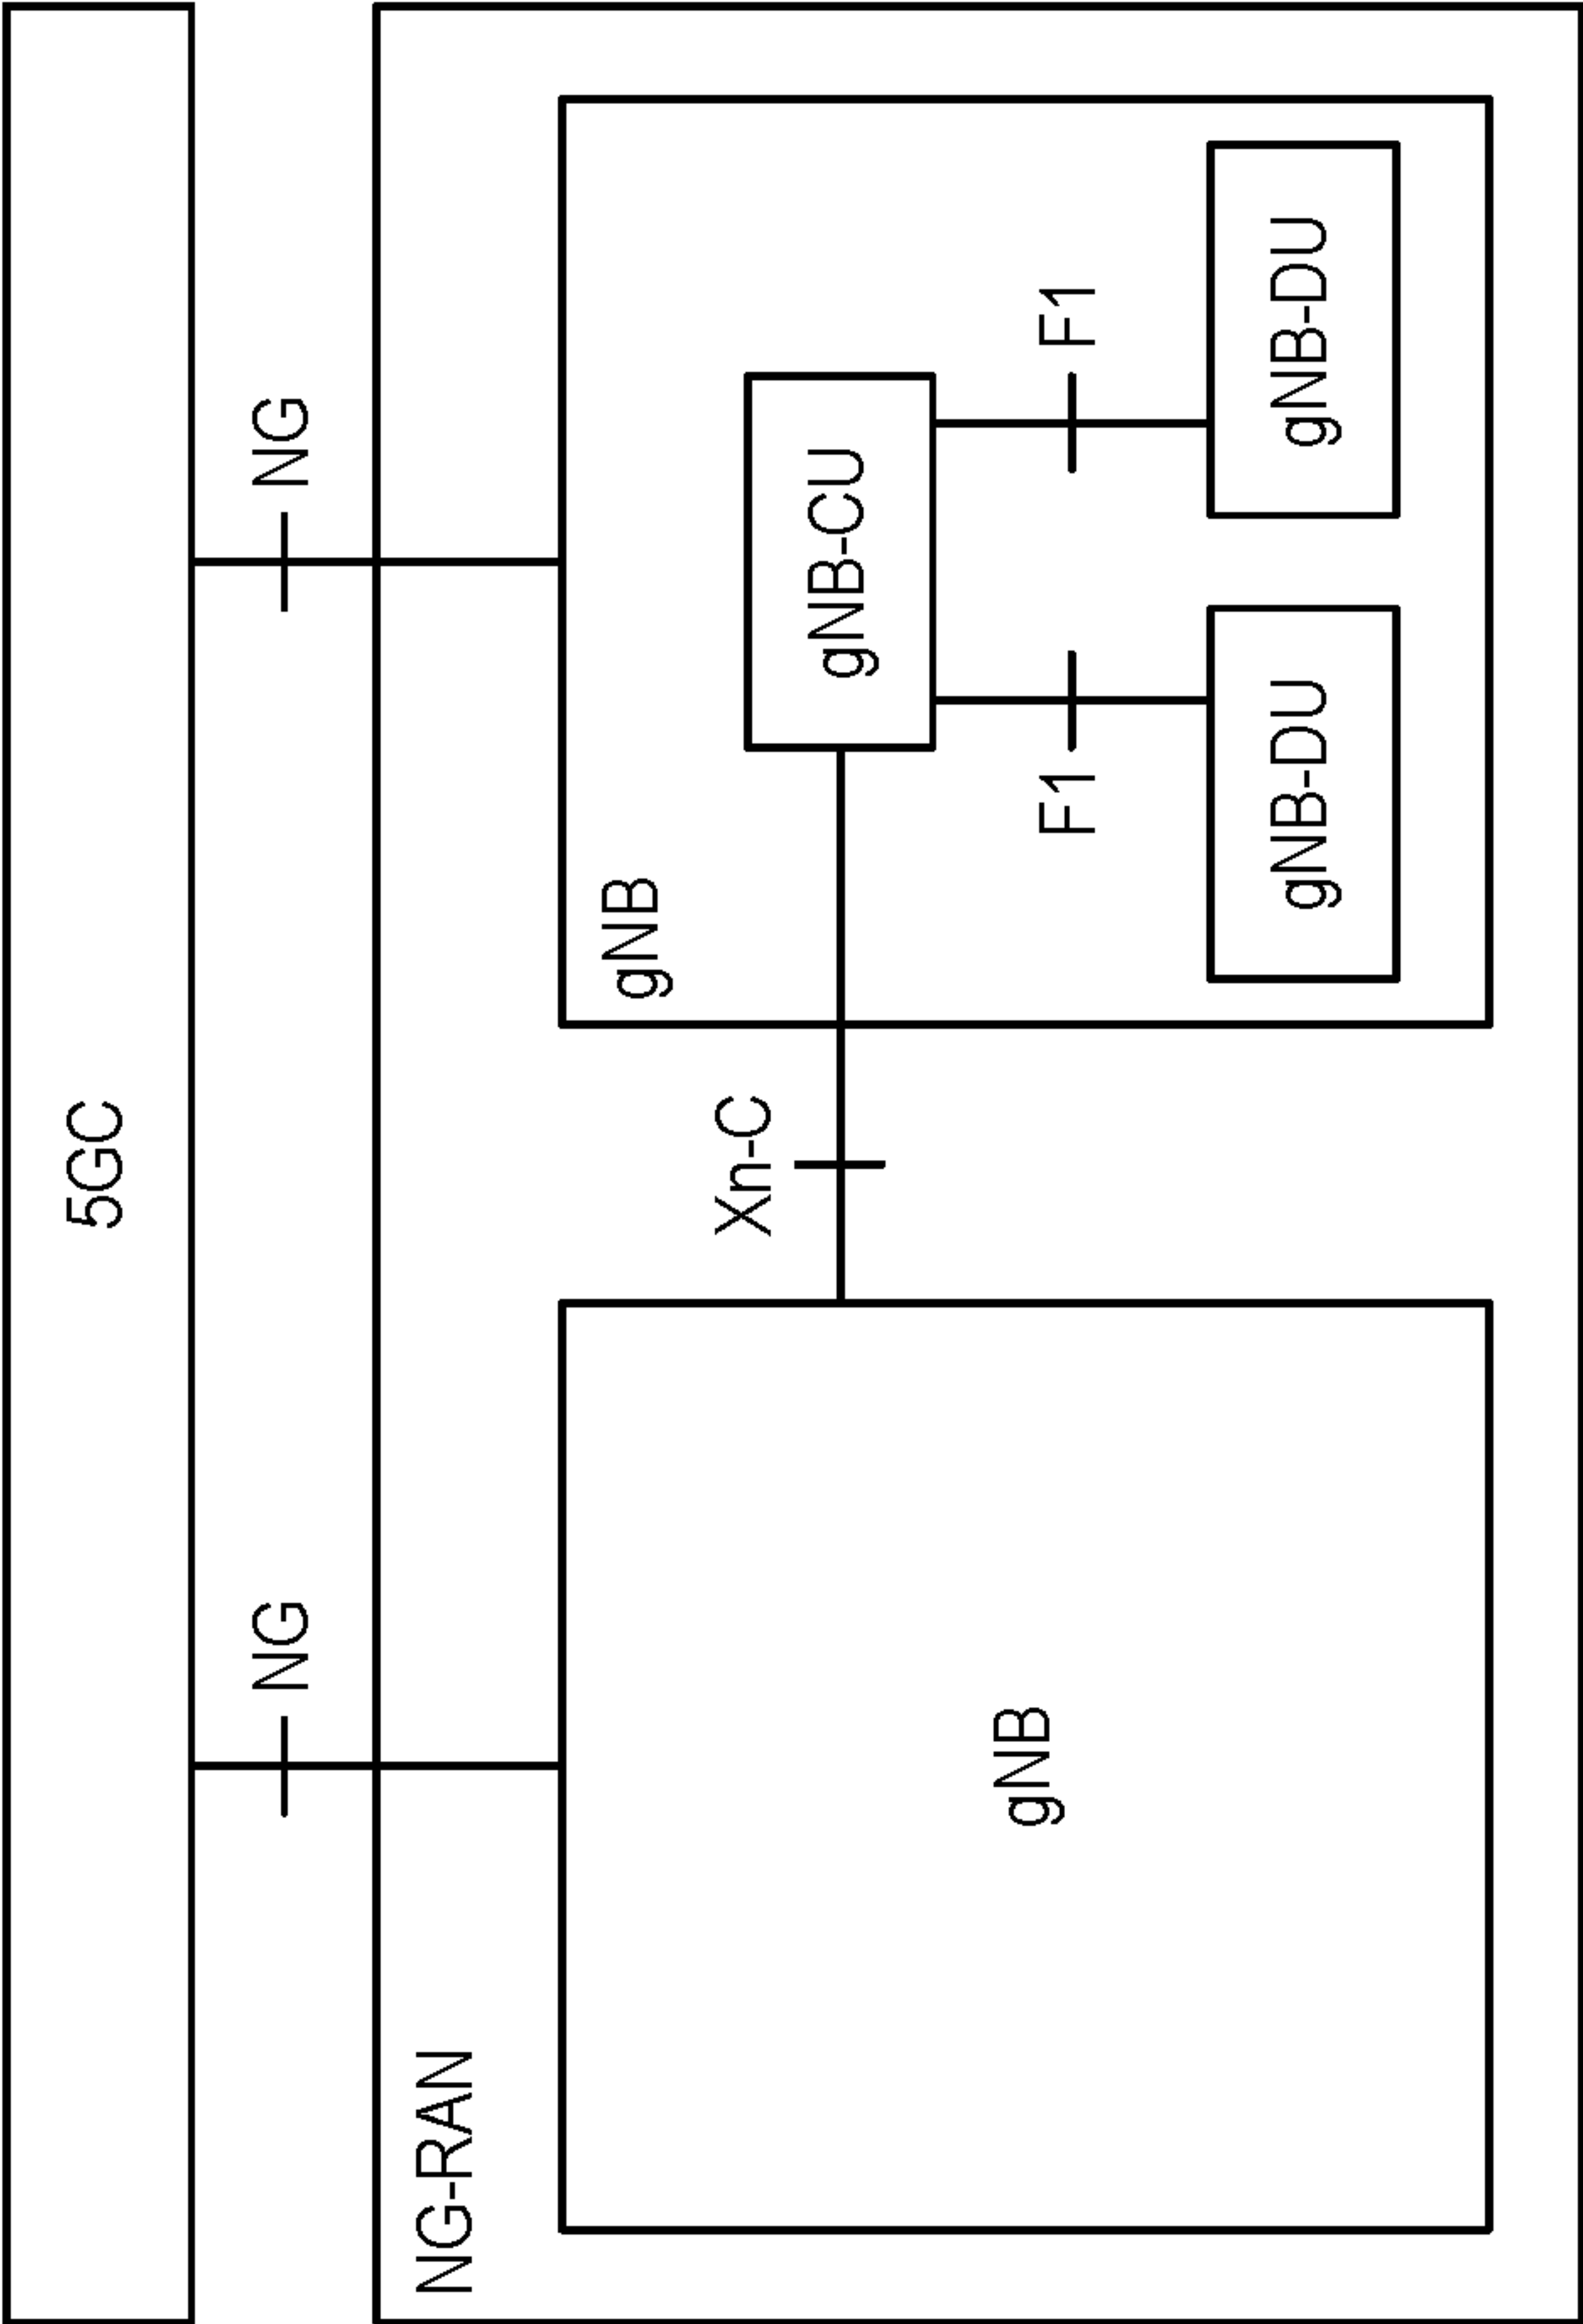 5GC
NG
NG
NG-RAN
gNB
Xn-C
gNB
gNB-CU
F1
F1
gNB-DU
gNB-DU